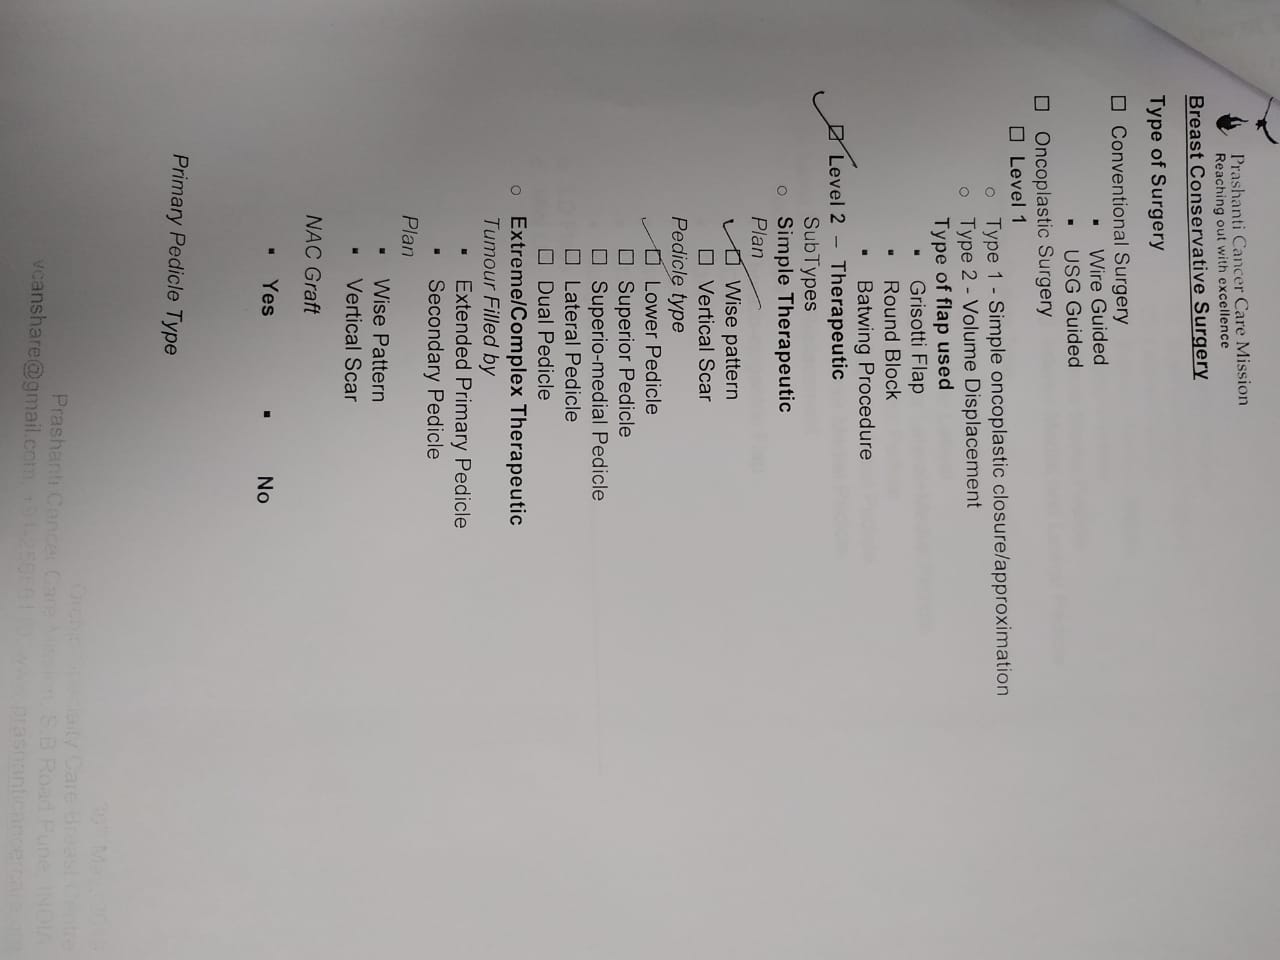 Prashanti Cancer Care Mission
Reaching out with excellence
Breast Conservative Surgery
Type of Surgery
☐ Conventional Surgery
▪ Wire Guided
▪ USG Guided
☐ Oncoplastic Surgery
☐ Level 1
○ Type 1 - Simple oncoplastic closure/approximation
○ Type 2 - Volume Displacement
Type of flap used
▪ Grisotti Flap
▪ Round Block
▪ Batwing Procedure
☑ Level 2 – Therapeutic
SubTypes
○ Simple Therapeutic
Plan
☑ Wise pattern
☐ Vertical Scar
Pedicle type
☑ Lower Pedicle
☐ Superior Pedicle
☐ Superio-medial Pedicle
☐ Lateral Pedicle
☐ Dual Pedicle
○ Extreme/Complex Therapeutic
Tumour Filled by
▪ Extended Primary Pedicle
▪ Secondary Pedicle
Plan
▪ Wise Pattern
▪ Vertical Scar
NAC Graft
▪ Yes ▪ No
Primary Pedicle Type
Care Breast Centre
Prashanti Cancer Care Mission, S.B Road Pune, INDIA
vcanshare@gmail.com,